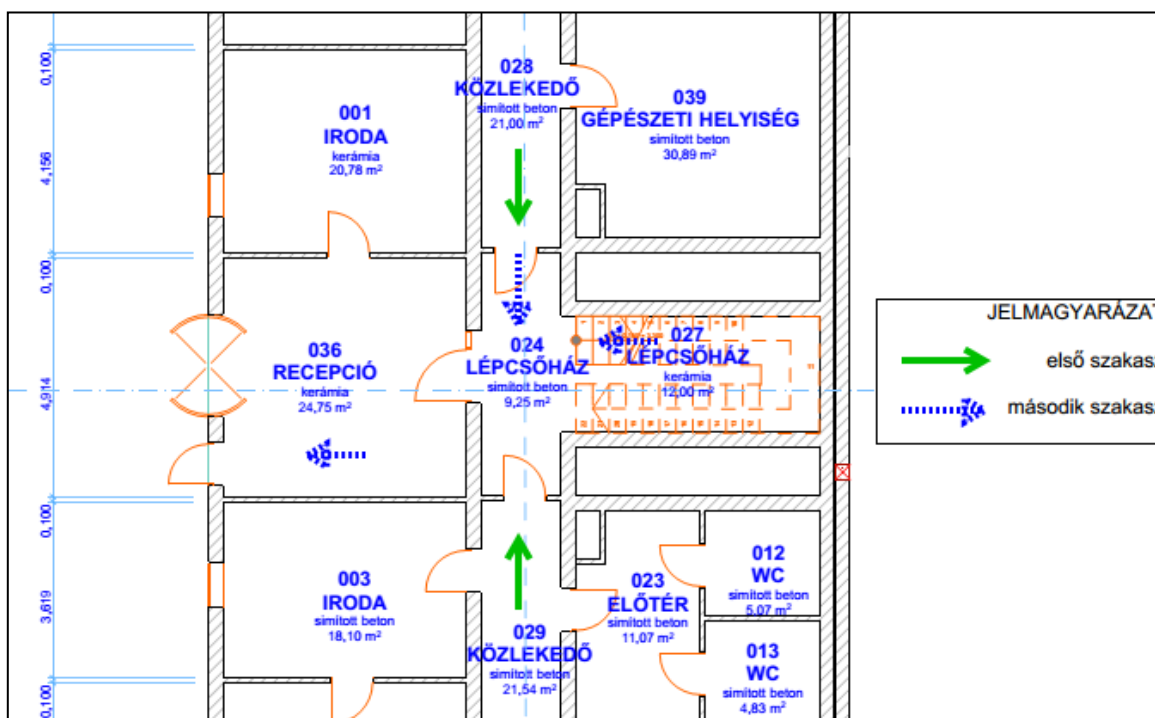 0,100
4,156
0,100
4,914
0,100
3,619
0,100
001
IRODA
kerámia
20,78 m²
028
KÖZLEKEDŐ
simított beton
21,00 m²
039
GÉPÉSZETI HELYISÉG
simított beton
30,89 m²
036
RECEPCIÓ
kerámia
24,75 m²
024
LÉPCSŐHÁZ
simított beton
9,25 m²
027
LÉPCSŐHÁZ
kerámia
12,00 m²
JELMAGYARÁZAT
első szakasz
második szakasz
003
IRODA
simított beton
18,10 m²
029
KÖZLEKEDŐ
simított beton
21,54 m²
023
ELŐTÉR
simított beton
11,07 m²
012
WC
simított beton
5,07 m²
013
WC
simított beton
4,83 m²